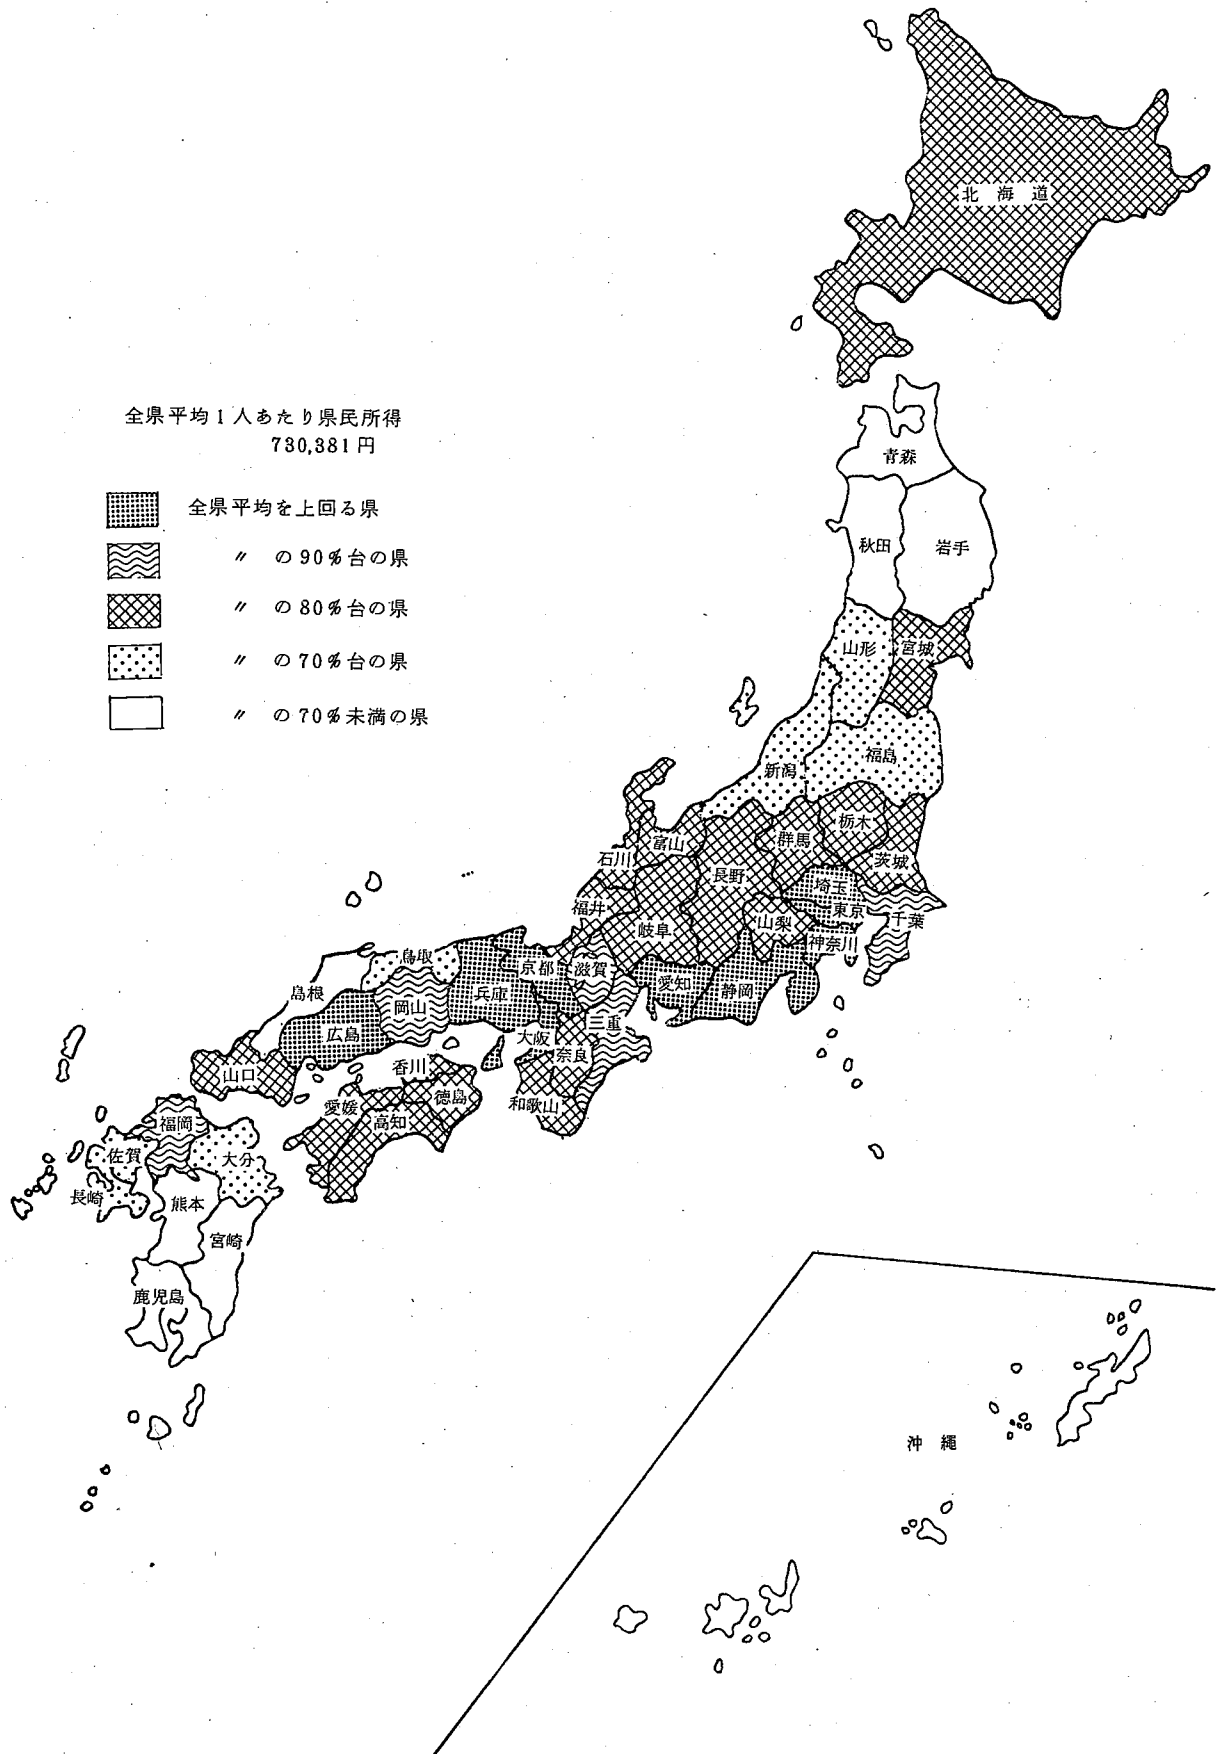 北海道
全県平均1人あたり県民所得
730,381円
青森
全県平均を上回る県
秋田
岩手
〃 の90%台の県
〃 の80%台の県
山形
宮城
〃 の70%台の県
〃 の70%未満の県
福島
新潟
栃木
群馬
富山
石川
茨城
長野
埼玉
福井
東京
千葉
山梨
岐阜
神奈川
鳥取
京都
滋賀
愛知
静岡
兵庫
島根
岡山
三重
広島
大阪
奈良
香川
山口
徳島
和歌山
愛媛
高知
福岡
佐賀
大分
長崎
熊本
宮崎
鹿児島
沖縄